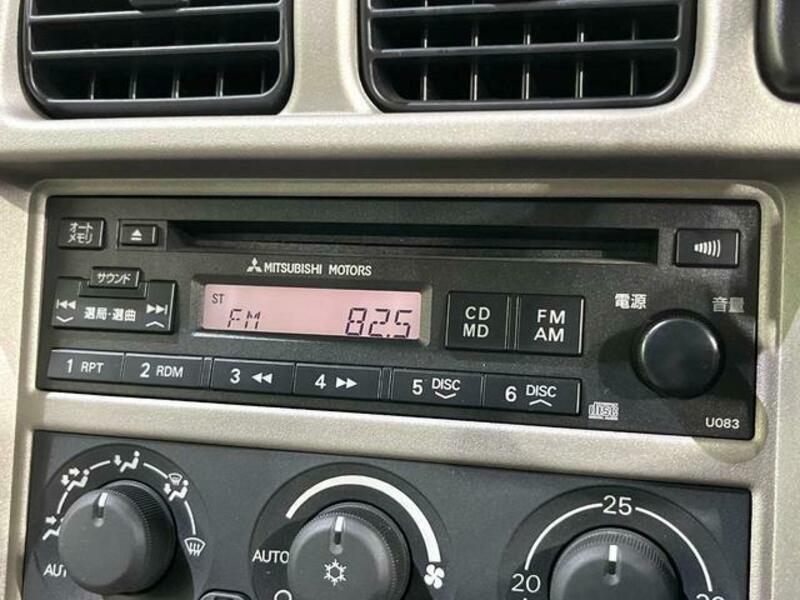 オート
メモリ
サウンド
選局・選曲
MITSUBISHI MOTORS
ST
FM 82.5
CD
MD
FM
AM
電源
音量
1 RPT
2 RDM
3
4
5 DISC
6 DISC
disc
U083
AUTO
25
20